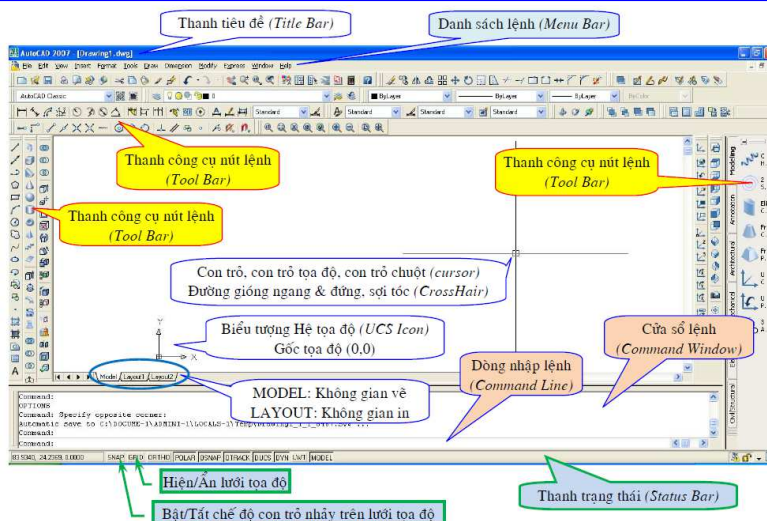 Thanh tiêu đề (Title Bar)
Danh sách lệnh (Menu Bar)
AutoCAD 2007 - [Drawing1.dwg]
File Edit View Insert Format Tools Draw Dimension Modify Express Window Help
AutoCAD Classic
0
ByLayer
ByLayer
ByLayer
ByColor
Standard
Standard
Standard
Standard
Thanh công cụ nút lệnh
(Tool Bar)
Thanh công cụ nút lệnh
(Tool Bar)
Thanh công cụ nút lệnh
(Tool Bar)
Modeling
Annotation
Architectural
Con trỏ, con trỏ tọa độ, con trỏ chuột (cursor)
Đường gióng ngang & đứng, sợi tóc (CrossHair)
Biểu tượng Hệ tọa độ (UCS Icon)
Gốc tọa độ (0,0)
Y
X
Cửa sổ lệnh
(Command Window)
Dòng nhập lệnh
(Command Line)
Model Layout1 Layout2
MODEL: Không gian vẽ
LAYOUT: Không gian in
Command:
OPTIONS
Command: Specify opposite corner:
Automatic save to
Command:
Command:
SNAP GRID ORTHO POLAR OSNAP OTRACK DUCS DYN LWT MODEL
Hiện/Ẩn lưới tọa độ
Thanh trạng thái (Status Bar)
Bật/Tắt chế độ con trỏ nhảy trên lưới tọa độ